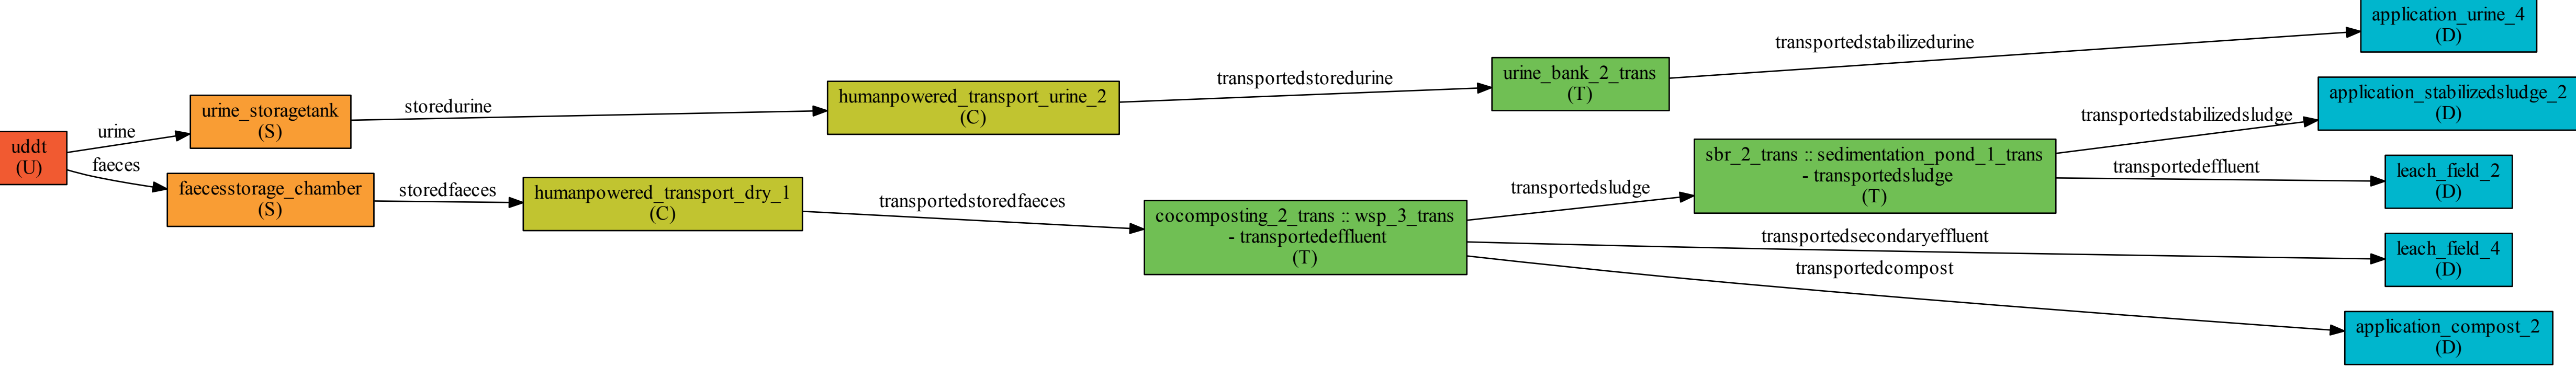 uddt
(U)
urine
faeces
urine_storagetank
(S)
faecesstorage_chamber
(S)
storedurine
storedfaeces
humanpowered_transport_urine_2
(C)
humanpowered_transport_dry_1
(C)
transportedstoredurine
transportedstoredfaeces
urine_bank_2_trans
(T)
cocomposting_2_trans :: wsp_3_trans
- transportedeffluent
(T)
transportedsludge
sbr_2_trans :: sedimentation_pond_1_trans
- transportedsludge
(T)
transportedstabilizedurine
transportedstabilizedsludge
transportedeffluent
transportedsecondaryeffluent
transportedcompost
application_urine_4
(D)
application_stabilizedsludge_2
(D)
leach_field_2
(D)
leach_field_4
(D)
application_compost_2
(D)